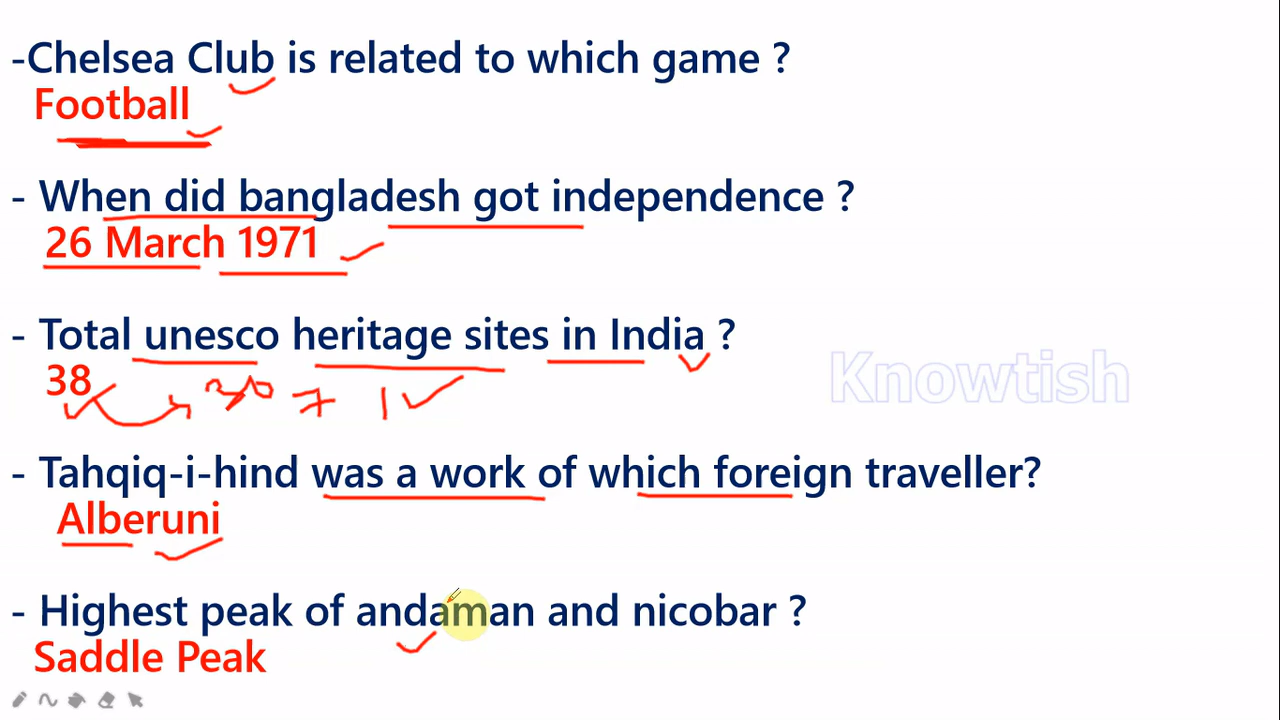 -Chelsea Club is related to which game ?
Football
- When did bangladesh got independence ?
26 March 1971
- Total unesco heritage sites in India ?
38
Knowtish
- Tahqiq-i-hind was a work of which foreign traveller?
Alberuni
- Highest peak of andaman and nicobar ?
Saddle Peak